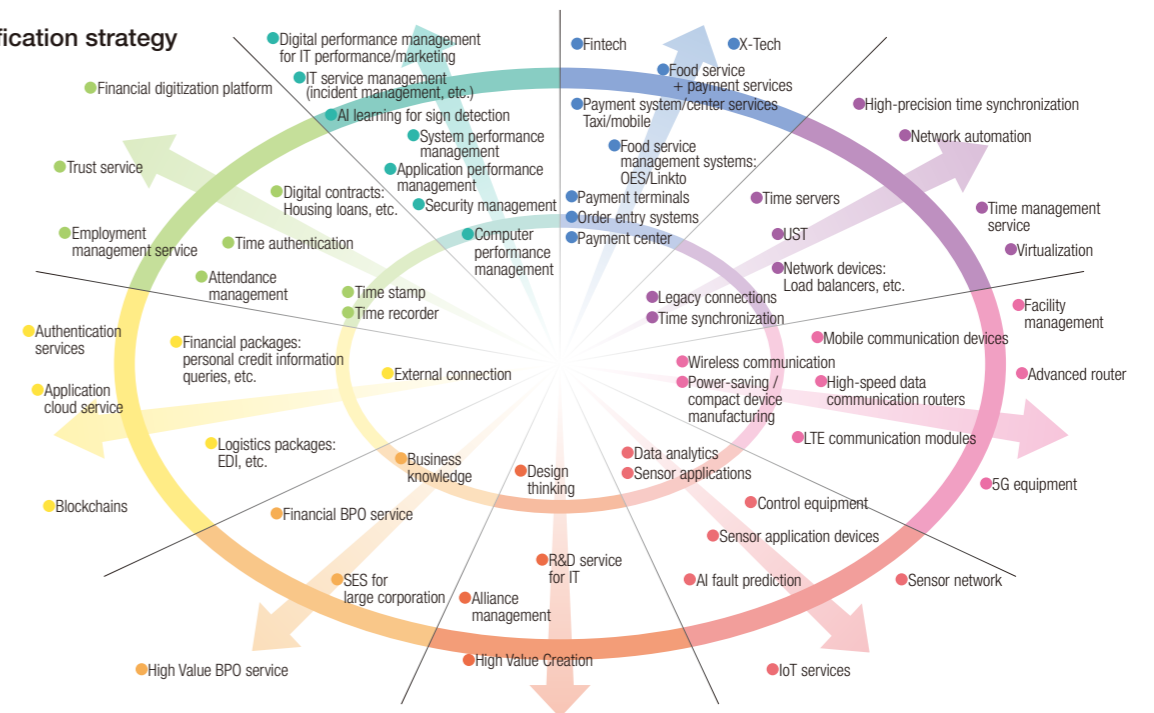 fication strategy
Digital performance management
for IT performance/marketing
IT service management
(incident management, etc.)
AI learning for sign detection
System performance
management
Application performance
management
Security management
Computer
performance
management
Fintech
X-Tech
Food service
+ payment services
Payment system/center services
Taxi/mobile
Food service
management systems:
OES/Linkto
Payment terminals
Order entry systems
Payment center
High-precision time synchronization
Network automation
Time servers
Time management
service
UST
Virtualization
Network devices:
Load balancers, etc.
Legacy connections
Time synchronization
Facility
management
Mobile communication devices
Wireless communication
Power-saving /
compact device
manufacturing
High-speed data
communication routers
Advanced router
LTE communication modules
5G equipment
Data analytics
Sensor applications
Control equipment
Sensor application devices
AI fault prediction
Sensor network
IoT services
Design
thinking
R&D service
for IT
Alliance
management
High Value Creation
Business
knowledge
Financial BPO service
SES for
large corporation
High Value BPO service
External connection
Financial packages:
personal credit information
queries, etc.
Authentication
services
Application
cloud service
Logistics packages:
EDI, etc.
Blockchains
Financial digitization platform
Trust service
Digital contracts:
Housing loans, etc.
Employment
management service
Time authentication
Attendance
management
Time stamp
Time recorder